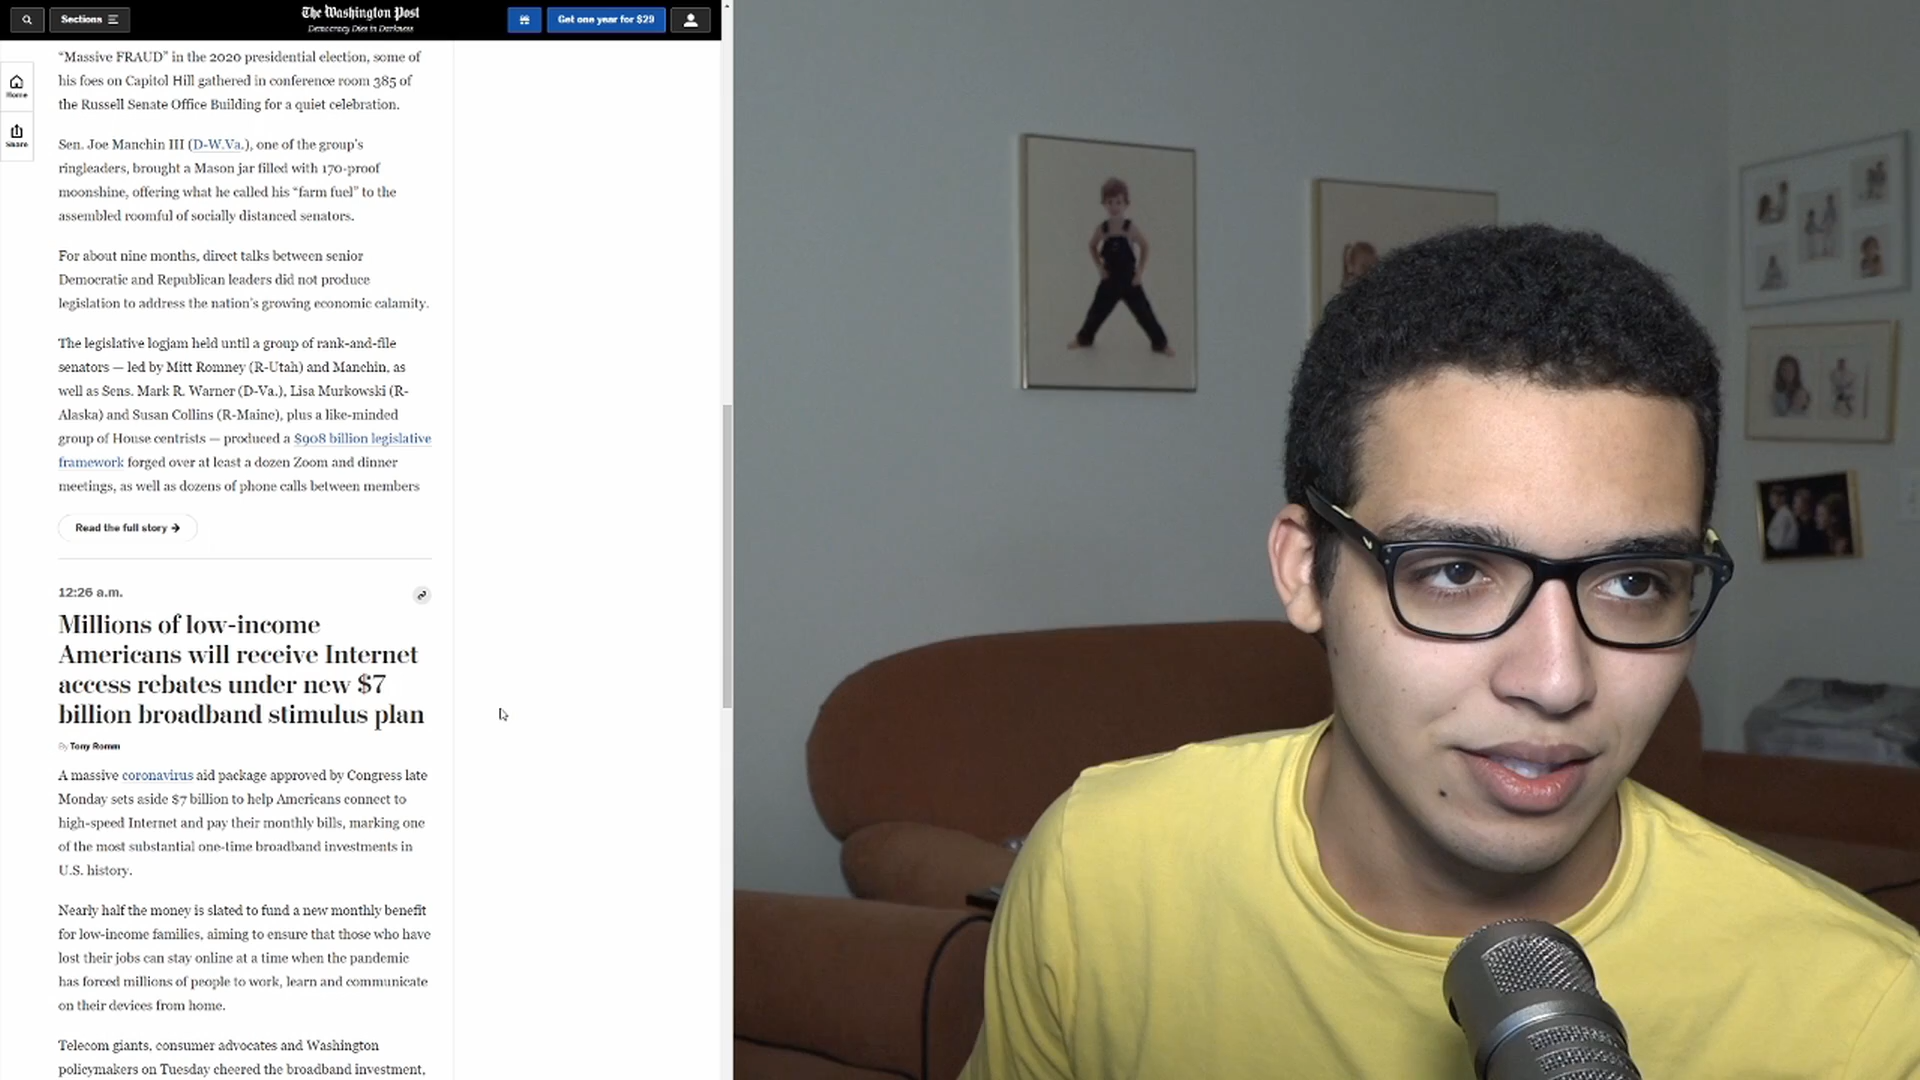 Sections
The Washington Post
Democracy Dies in Darkness
Get one year for $29
Home
Share
“Massive FRAUD” in the 2020 presidential election, some of
his foes on Capitol Hill gathered in conference room 385 of
the Russell Senate Office Building for a quiet celebration.
Sen. Joe Manchin III (D-W.Va.), one of the group’s
ringleaders, brought a Mason jar filled with 170-proof
moonshine, offering what he called his “farm fuel” to the
assembled roomful of socially distanced senators.
For about nine months, direct talks between senior
Democratic and Republican leaders did not produce
legislation to address the nation’s growing economic calamity.
The legislative logjam held until a group of rank-and-file
senators — led by Mitt Romney (R-Utah) and Manchin, as
well as Sens. Mark R. Warner (D-Va.), Lisa Murkowski (R-
Alaska) and Susan Collins (R-Maine), plus a like-minded
group of House centrists — produced a $908 billion legislative
framework forged over at least a dozen Zoom and dinner
meetings, as well as dozens of phone calls between members
Read the full story →
12:26 a.m.
Millions of low-income
Americans will receive Internet
access rebates under new $7
billion broadband stimulus plan
By Tony Romm
A massive coronavirus aid package approved by Congress late
Monday sets aside $7 billion to help Americans connect to
high-speed Internet and pay their monthly bills, marking one
of the most substantial one-time broadband investments in
U.S. history.
Nearly half the money is slated to fund a new monthly benefit
for low-income families, aiming to ensure that those who have
lost their jobs can stay online at a time when the pandemic
has forced millions of people to work, learn and communicate
on their devices from home.
Telecom giants, consumer advocates and Washington
policymakers on Tuesday cheered the broadband investment,